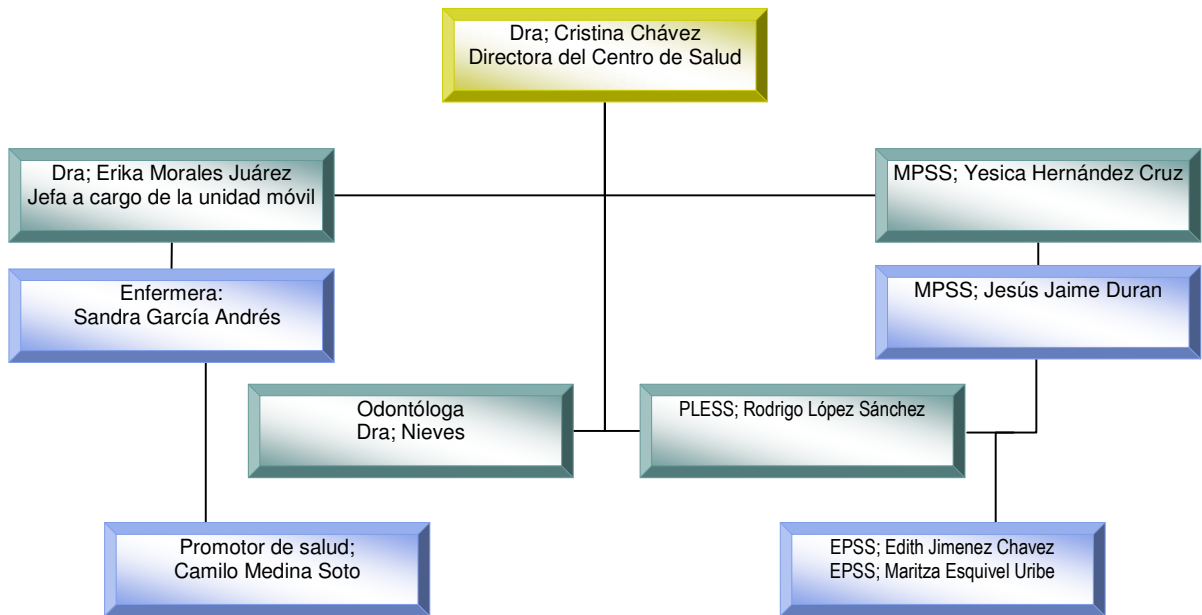 Dra; Cristina Chávez
Directora del Centro de Salud
Dra; Erika Morales Juárez
Jefa a cargo de la unidad móvil
MPSS; Yesica Hernández Cruz
Enfermera:
Sandra García Andrés
MPSS; Jesús Jaime Duran
Odontóloga
Dra; Nieves
PLESS; Rodrigo López Sánchez
Promotor de salud;
Camilo Medina Soto
EPSS; Edith Jimenez Chavez
EPSS; Maritza Esquivel Uribe